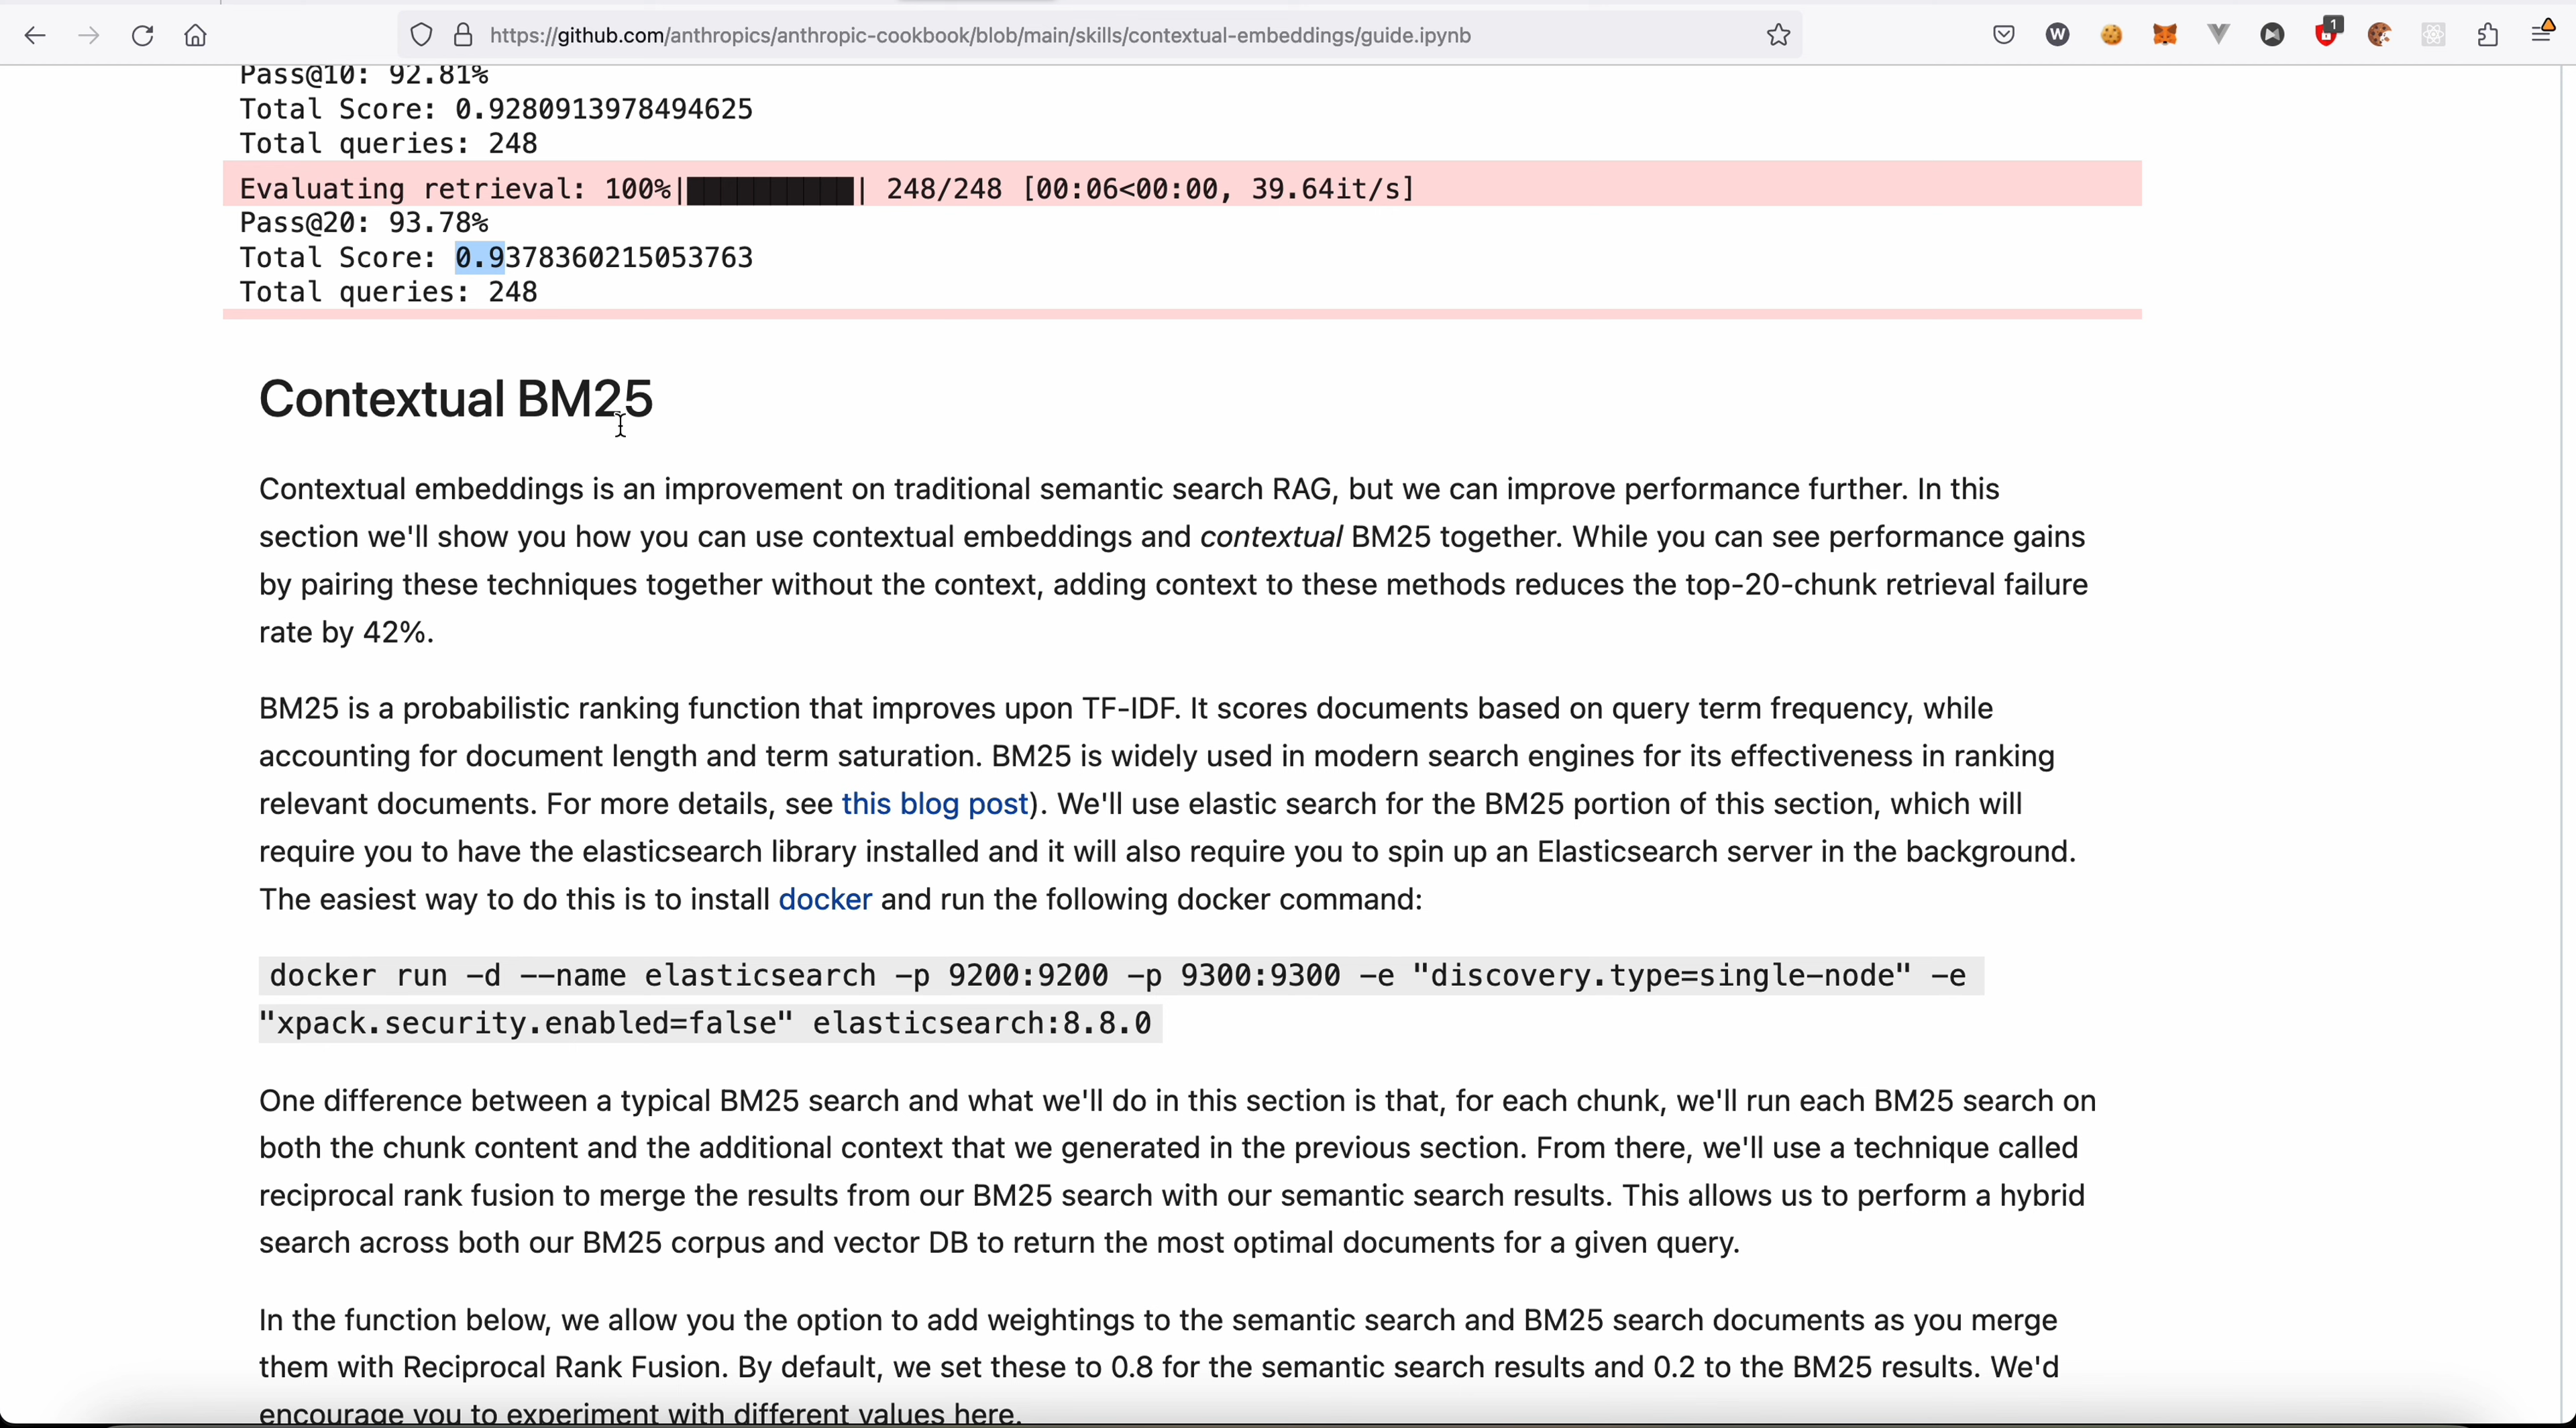 https://github.com/anthropics/anthropic-cookbook/blob/main/skills/contextual-embeddings/guide.ipynb
W
1
Pass@10: 92.81%
Total Score: 0.9280913978494625
Total queries: 248
Evaluating retrieval: 100%|██████████| 248/248 [00:06<00:00, 39.64it/s]
Pass@20: 93.78%
Total Score: 0.9378360215053763
Total queries: 248
Contextual BM25
Contextual embeddings is an improvement on traditional semantic search RAG, but we can improve performance further. In this
section we'll show you how you can use contextual embeddings and contextual BM25 together. While you can see performance gains
by pairing these techniques together without the context, adding context to these methods reduces the top-20-chunk retrieval failure
rate by 42%.
BM25 is a probabilistic ranking function that improves upon TF-IDF. It scores documents based on query term frequency, while
accounting for document length and term saturation. BM25 is widely used in modern search engines for its effectiveness in ranking
relevant documents. For more details, see this blog post). We'll use elastic search for the BM25 portion of this section, which will
require you to have the elasticsearch library installed and it will also require you to spin up an Elasticsearch server in the background.
The easiest way to do this is to install docker and run the following docker command:
docker run -d --name elasticsearch -p 9200:9200 -p 9300:9300 -e "discovery.type=single-node" -e
"xpack.security.enabled=false" elasticsearch:8.8.0
One difference between a typical BM25 search and what we'll do in this section is that, for each chunk, we'll run each BM25 search on
both the chunk content and the additional context that we generated in the previous section. From there, we'll use a technique called
reciprocal rank fusion to merge the results from our BM25 search with our semantic search results. This allows us to perform a hybrid
search across both our BM25 corpus and vector DB to return the most optimal documents for a given query.
In the function below, we allow you the option to add weightings to the semantic search and BM25 search documents as you merge
them with Reciprocal Rank Fusion. By default, we set these to 0.8 for the semantic search results and 0.2 to the BM25 results. We'd
encourage you to experiment with different values here.